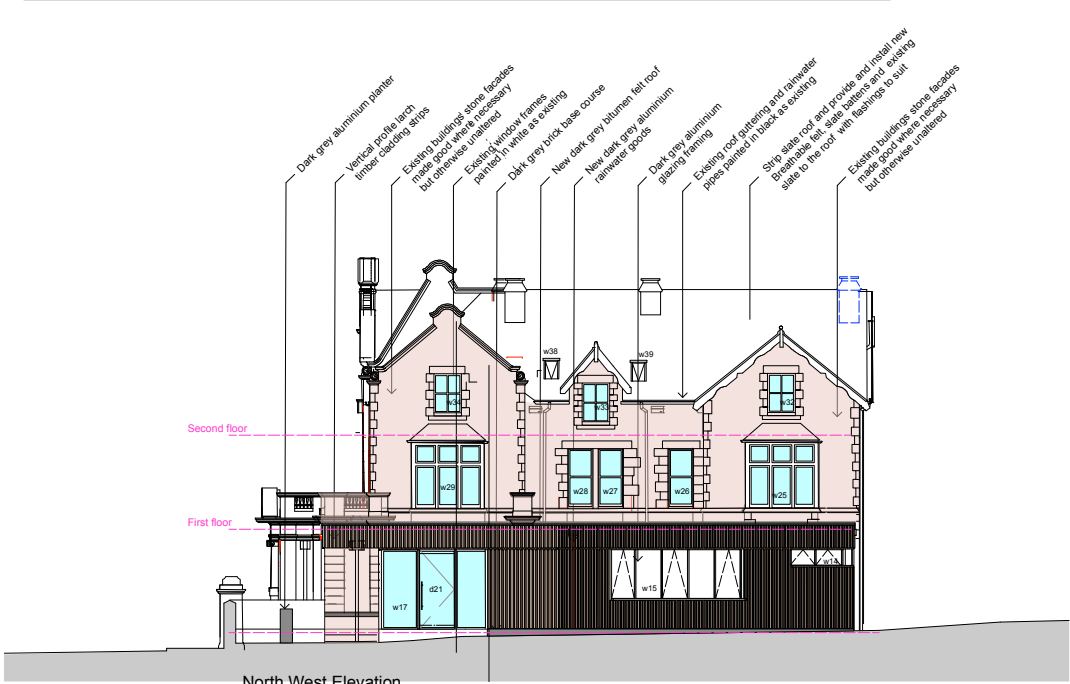 Dark grey aluminium planter
Vertical profile larch
timber cladding strips
Existing buildings stone facades
made good where necessary
but otherwise unaltered
Existing window frames
painted in white as existing
Dark grey brick base course
New dark grey bitumen felt roof
New dark grey aluminium
rainwater goods
Dark grey aluminium
glazing framing
Existing roof guttering and rainwater
pipes painted in black as existing
Strip slate roof and provide and install new
Breathable felt, slate battens and existing
slate to the roof with flashings to suit
Existing buildings stone facades
made good where necessary
but otherwise unaltered
w38
w39
w34
w33
w32
Second floor
w29
w28
w27
w26
w25
First floor
w14
w15
d21
w17
North West Elevation